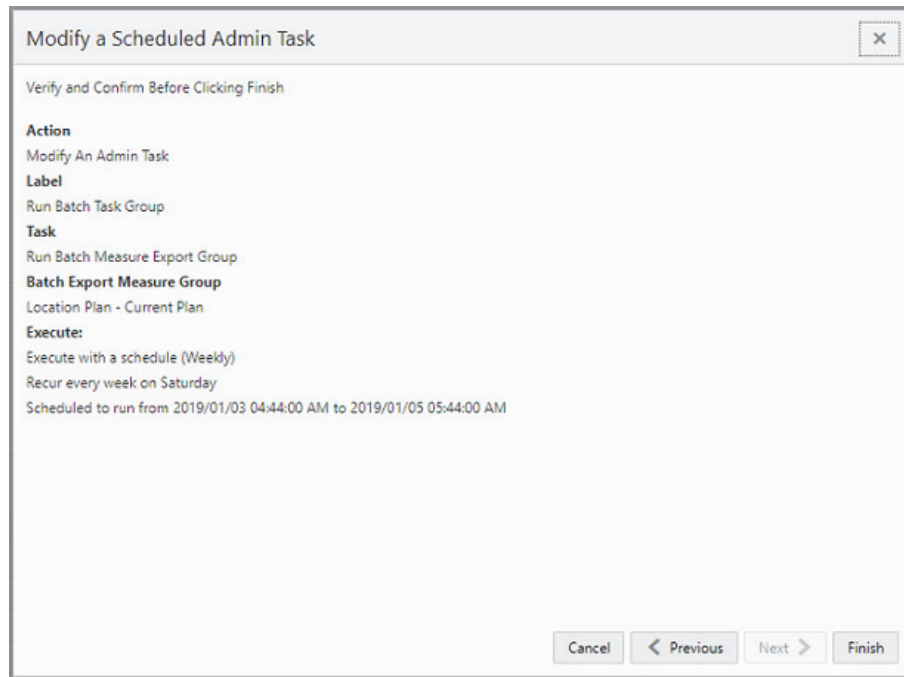 Modify a Scheduled Admin Task
Verify and Confirm Before Clicking Finish
Action
Modify An Admin Task
Label
Run Batch Task Group
Task
Run Batch Measure Export Group
Batch Export Measure Group
Location Plan - Current Plan
Execute:
Execute with a schedule (Weekly)
Recur every week on Saturday
Scheduled to run from 2019/01/03 04:44:00 AM to 2019/01/05 05:44:00 AM
Cancel Previous Next Finish